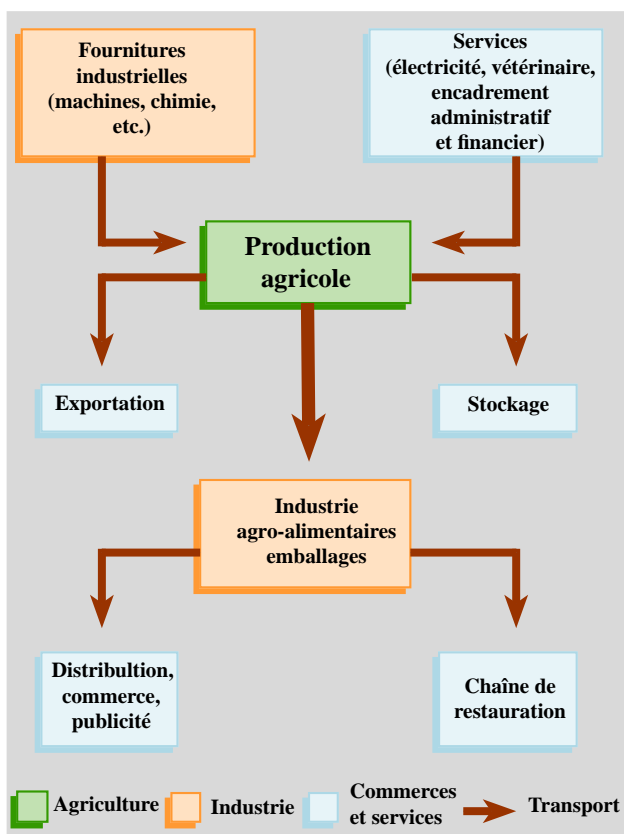 Fournitures
industrielles
(machines, chimie,
etc.)
Services
(électricité, vétérinaire,
encadrement
administratif
et financier)
Production
agricole
Exportation
Stockage
Industrie
agro-alimentaires
emballages
Distribultion,
commerce,
publicité
Chaîne de
restauration
Agriculture
Industrie
Commerces
et services
Transport